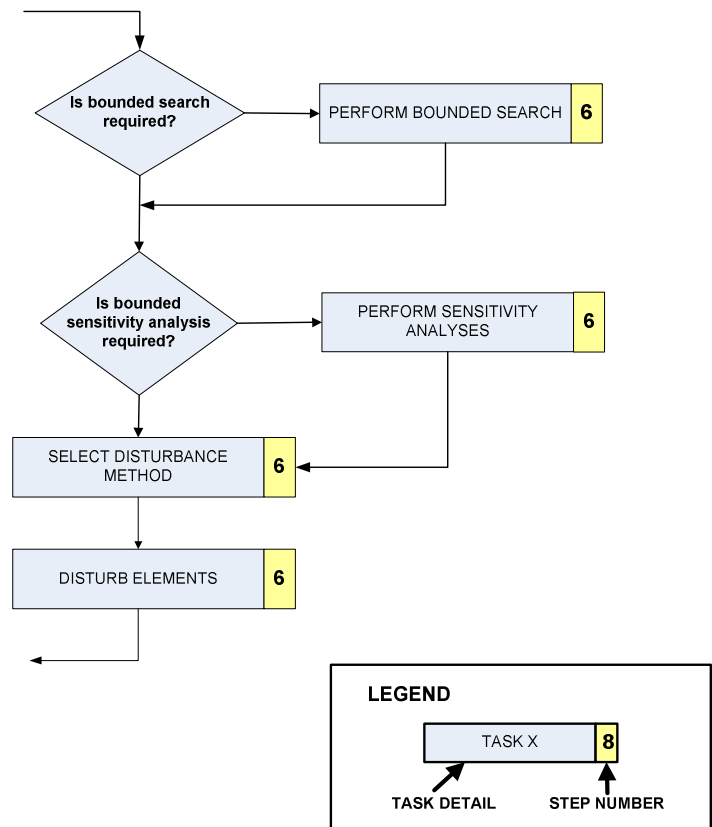 Is bounded search
required?
PERFORM BOUNDED SEARCH 6
Is bounded
sensitivity analysis
required?
PERFORM SENSITIVITY
ANALYSES
6
SELECT DISTURBANCE
METHOD
6
DISTURB ELEMENTS 6
LEGEND
TASK X 8
TASK DETAIL STEP NUMBER